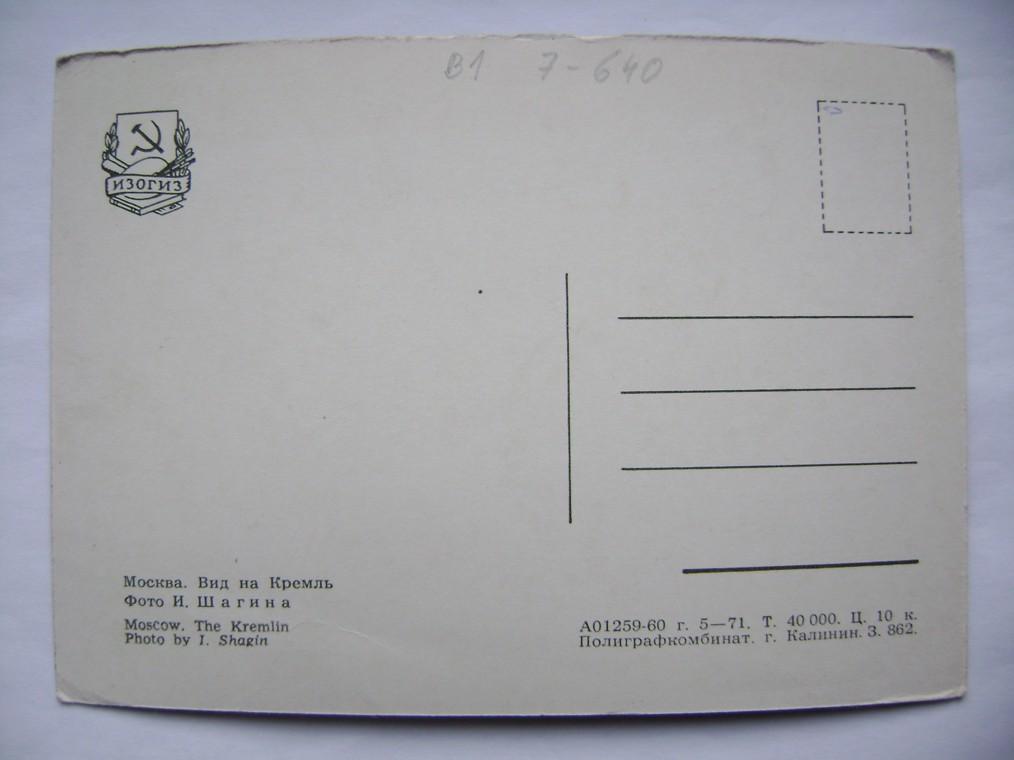 В1 7-640
ИЗОГИЗ
Москва. Вид на Кремль
Фото И. Шагина
Moscow. The Kremlin
Photo by I. Shagin
А01259-60 г. 5—71. Т. 40 000. Ц. 10 к.
Полиграфкомбинат. г. Калинин. З. 862.